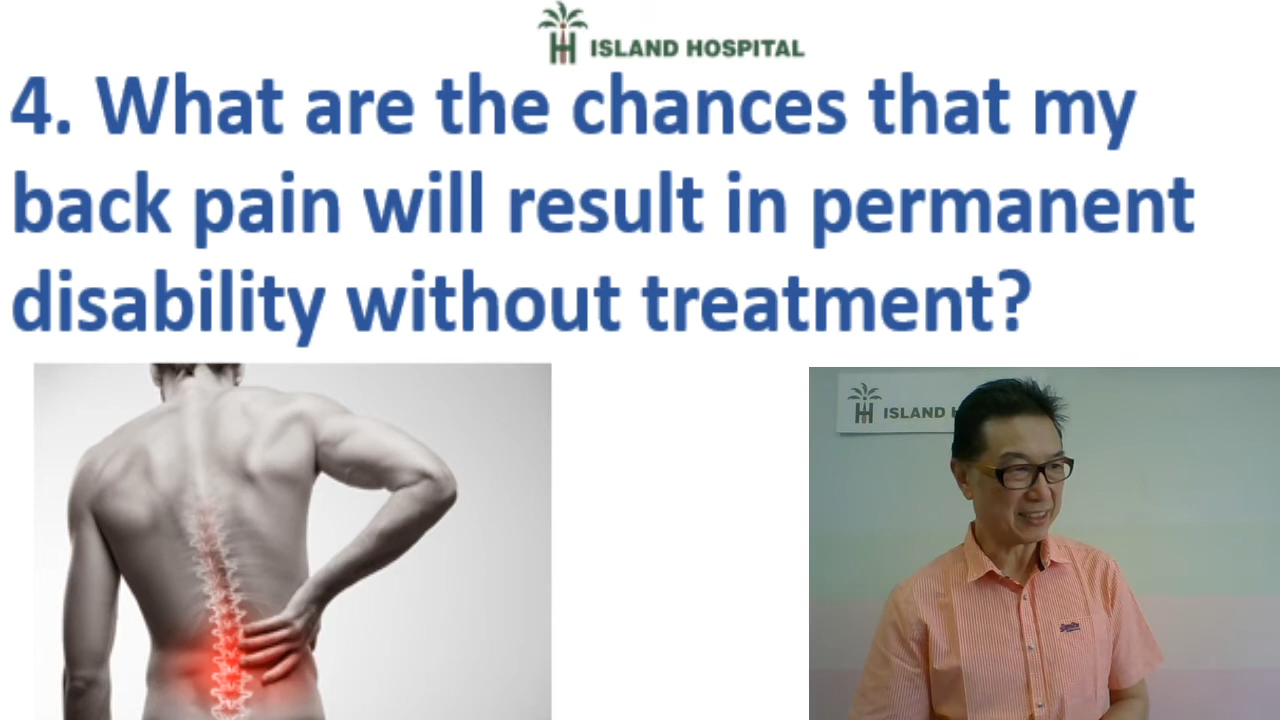 ISLAND HOSPITAL
4. What are the chances that my
back pain will result in permanent
disability without treatment?
ISLAND H